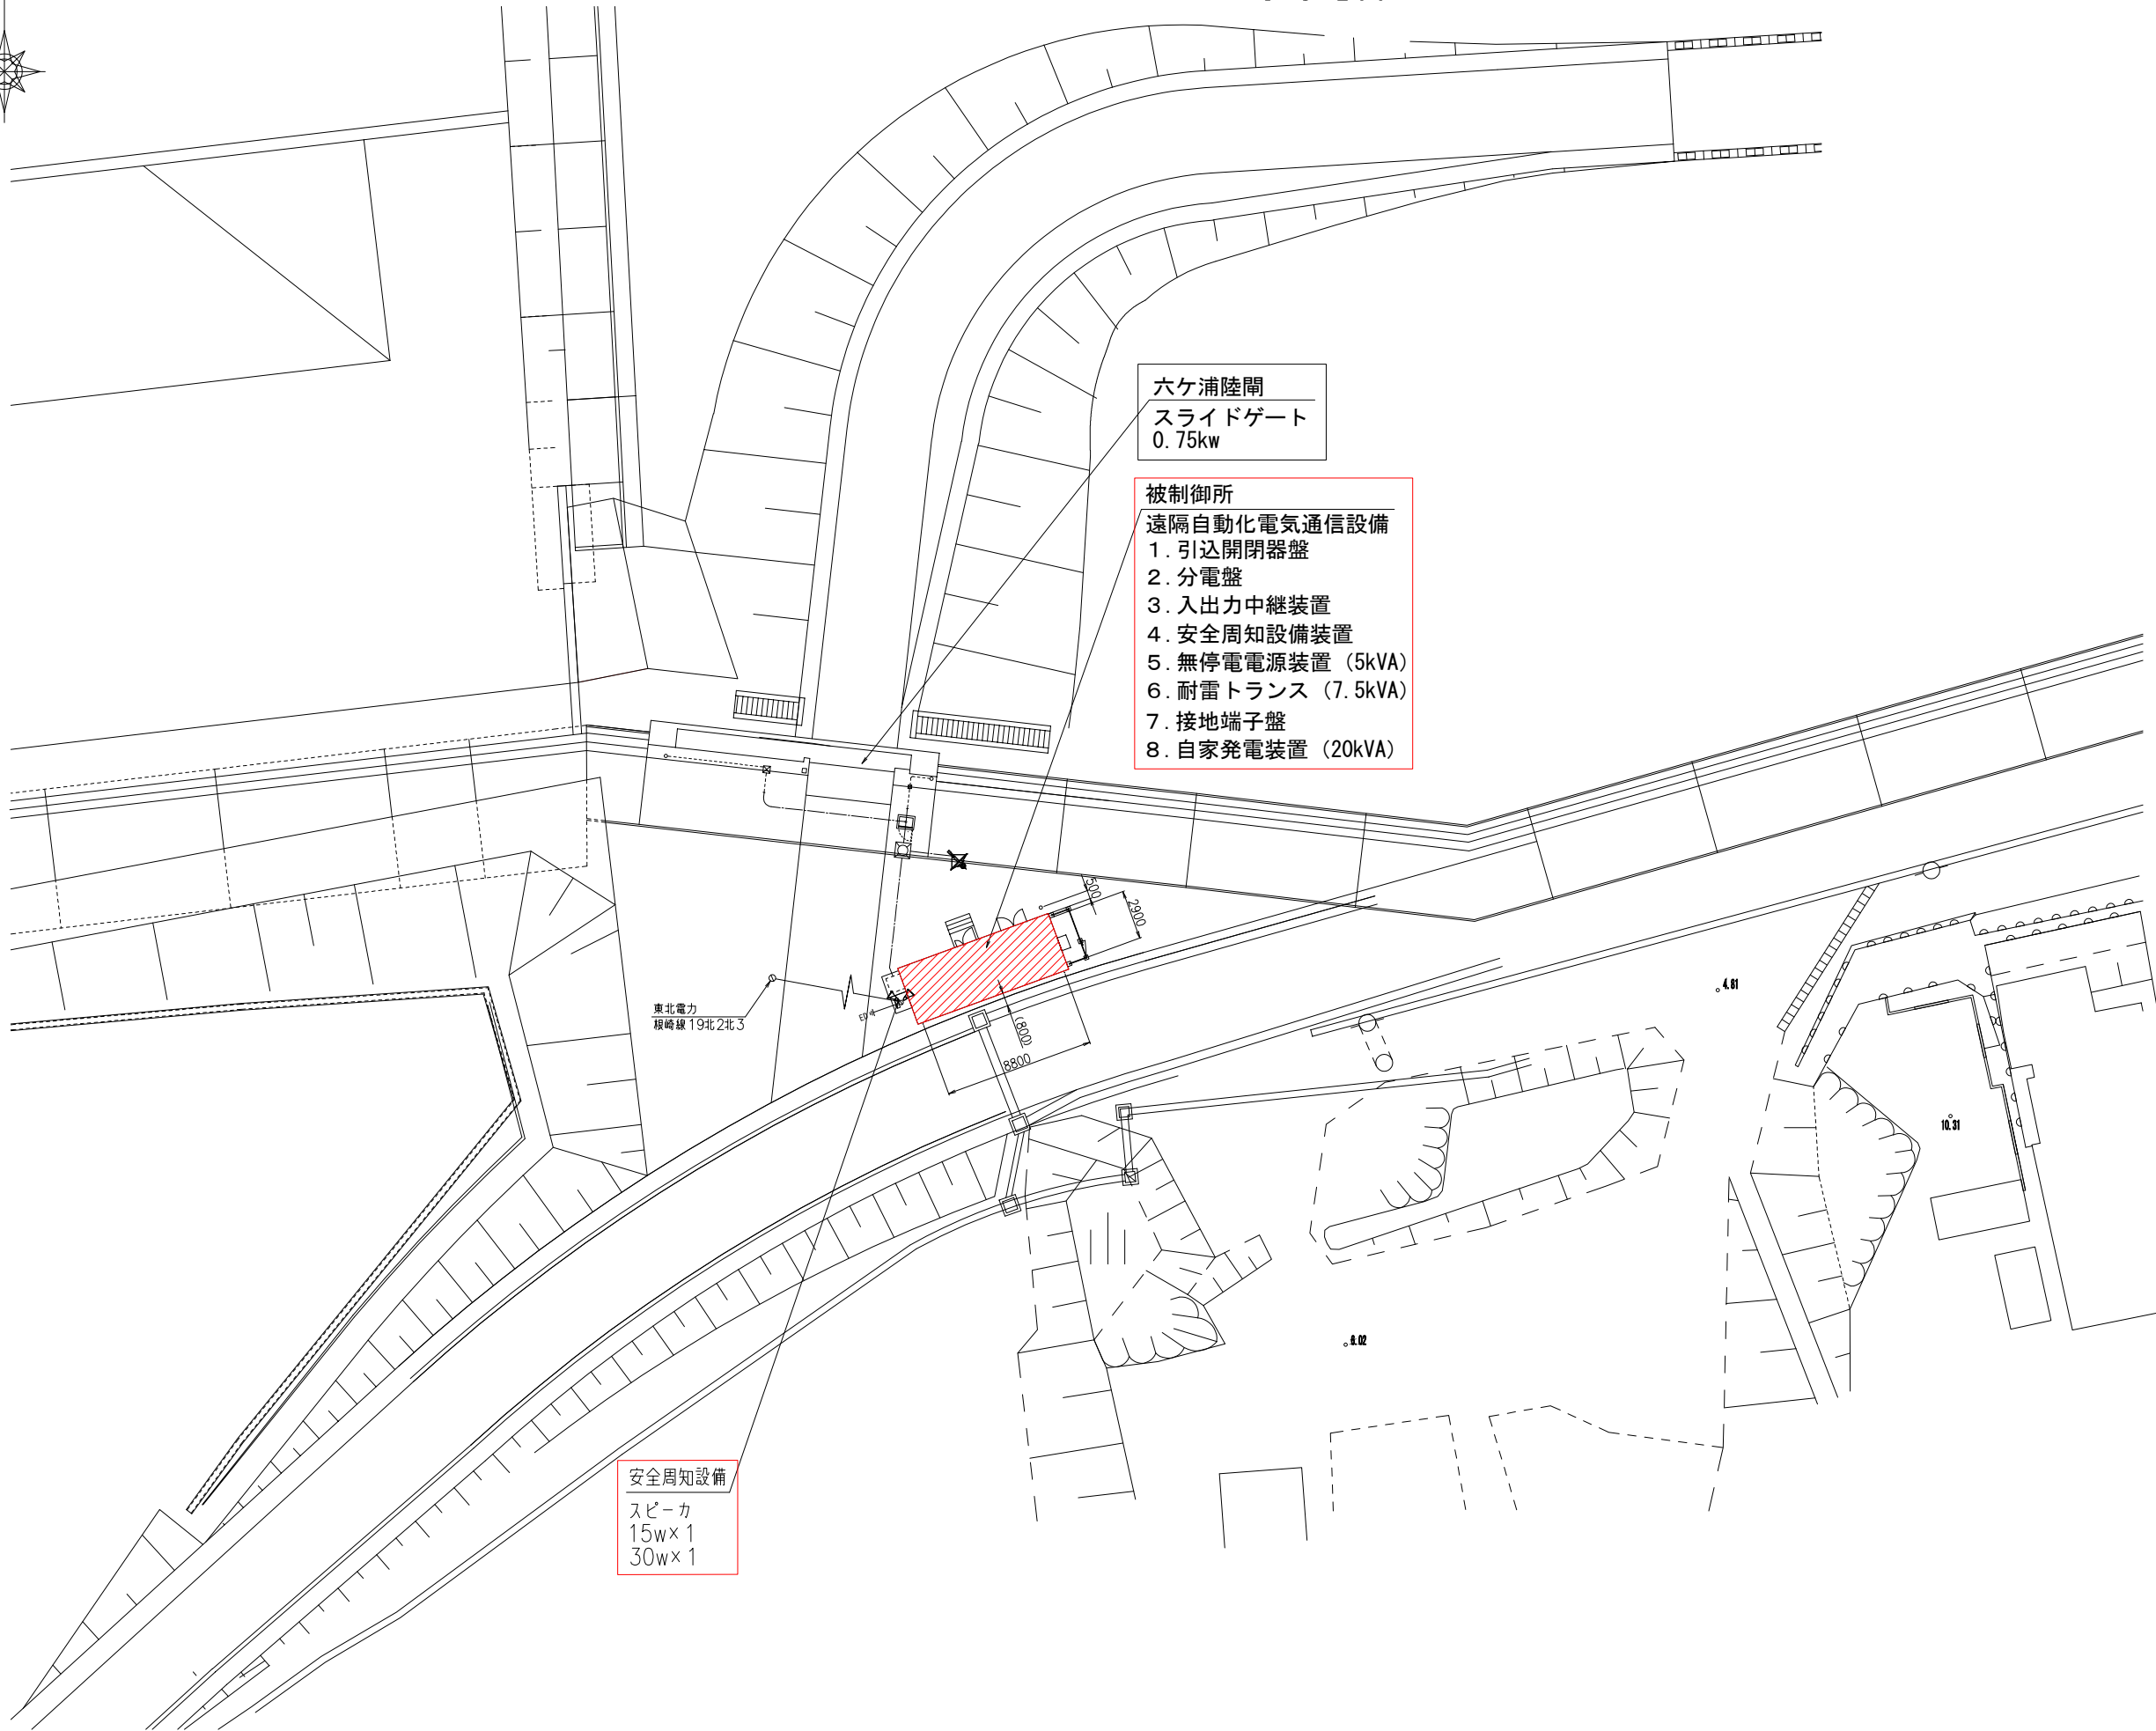 六ケ浦陸閘
スライドゲート
0.75kw
被制御所
遠隔自動化電気通信設備
1.引込開閉器盤
2.分電盤
3.入出力中継装置
4.安全周知設備装置
5.無停電電源装置（5kVA）
6.耐雷トランス（7.5kVA）
7.接地端子盤
8.自家発電装置（20kVA）
500
2900
東北電力
根崎線19北2北3
ED
(800)
8800
4.81
10.31
6.02
安全周知設備
スピーカ
15w×1
30w×1